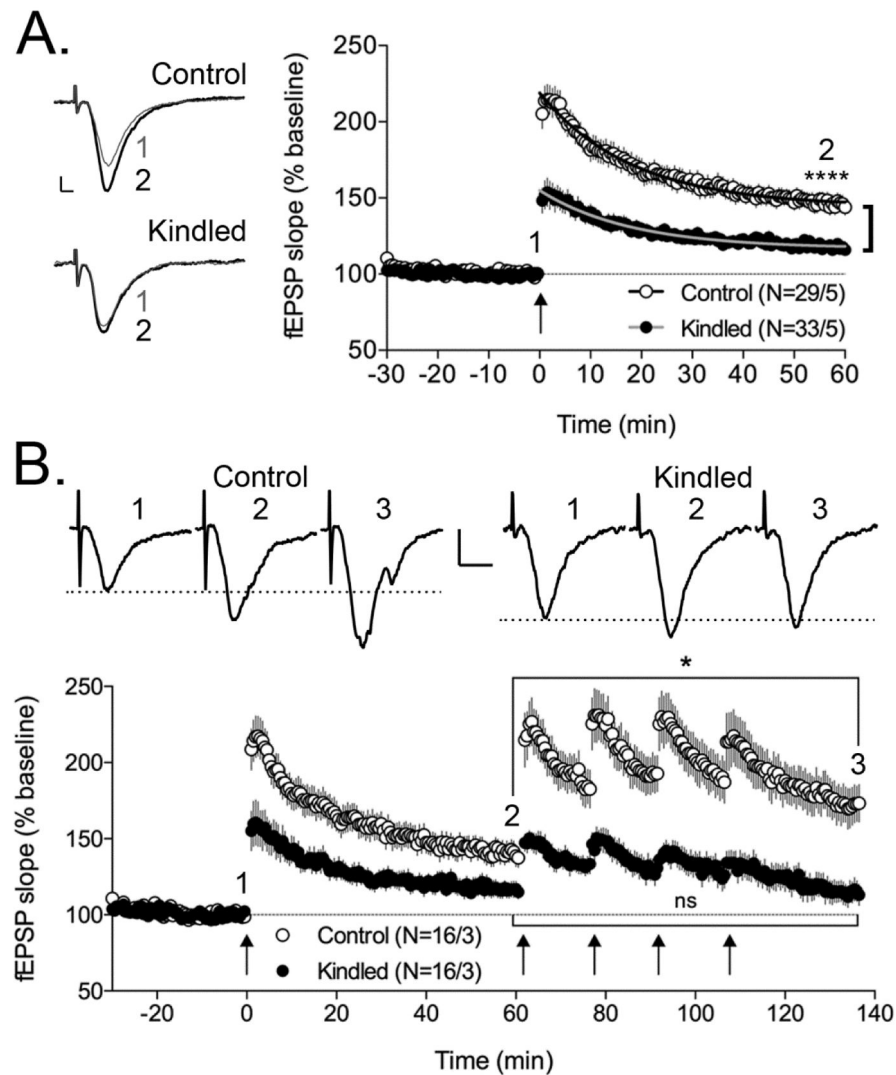 A.
Control
1
2
Kindled
1
2
fEPSP slope (% baseline)
250
200
150
100
50
1
2
****
Control (N=29/5)
Kindled (N=33/5)
-30 -20 -10 0 10 20 30 40 50 60
Time (min)
B.
Control
1 2 3
Kindled
1 2 3
*
fEPSP slope (% baseline)
250
200
150
100
50
1
2
3
ns
Control (N=16/3)
Kindled (N=16/3)
-20 0 20 40 60 80 100 120 140
Time (min)